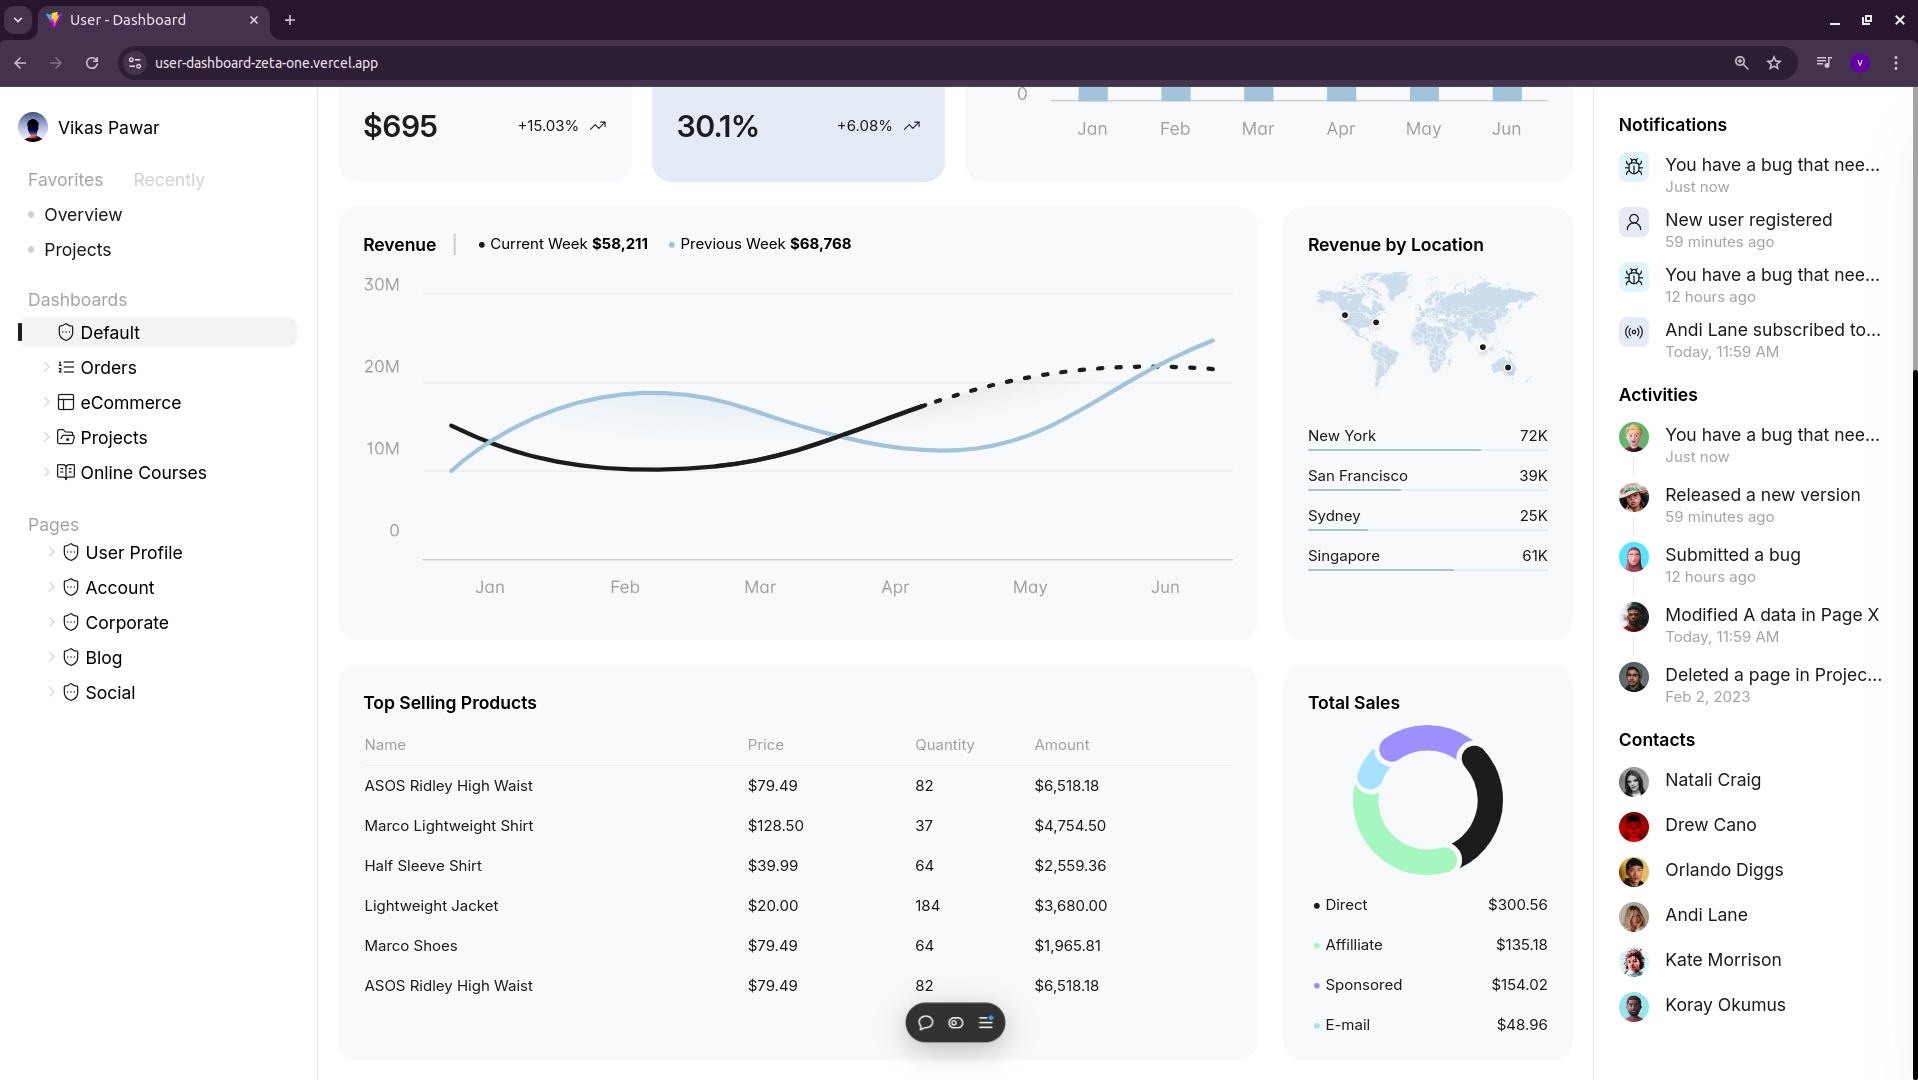 User - Dashboard
user-dashboard-zeta-one.vercel.app
V
Vikas Pawar
Favorites Recently
Overview
Projects
Dashboards
Default
Orders
eCommerce
Projects
Online Courses
Pages
User Profile
Account
Corporate
Blog
Social
$695 +15.03%
30.1% +6.08%
0
Jan Feb Mar Apr May Jun
Revenue Current Week $58,211 Previous Week $68,768
30M
20M
10M
0
Jan Feb Mar Apr May Jun
Revenue by Location
New York 72K
San Francisco 39K
Sydney 25K
Singapore 61K
Top Selling Products
Name Price Quantity Amount
ASOS Ridley High Waist $79.49 82 $6,518.18
Marco Lightweight Shirt $128.50 37 $4,754.50
Half Sleeve Shirt $39.99 64 $2,559.36
Lightweight Jacket $20.00 184 $3,680.00
Marco Shoes $79.49 64 $1,965.81
ASOS Ridley High Waist $79.49 82 $6,518.18
Total Sales
Direct $300.56
Affilliate $135.18
Sponsored $154.02
E-mail $48.96
Notifications
You have a bug that nee...
Just now
New user registered
59 minutes ago
You have a bug that nee...
12 hours ago
Andi Lane subscribed to...
Today, 11:59 AM
Activities
You have a bug that nee...
Just now
Released a new version
59 minutes ago
Submitted a bug
12 hours ago
Modified A data in Page X
Today, 11:59 AM
Deleted a page in Projec...
Feb 2, 2023
Contacts
Natali Craig
Drew Cano
Orlando Diggs
Andi Lane
Kate Morrison
Koray Okumus